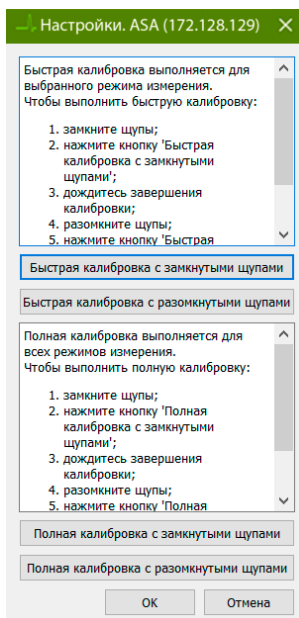 Настройки. ASA (172.128.129)
Быстрая калибровка выполняется для
выбранного режима измерения.
Чтобы выполнить быструю калибровку:
1. замкните щупы;
2. нажмите кнопку 'Быстрая
калибровка с замкнутыми
щупами';
3. дождитесь завершения
калибровки;
4. разомкните щупы;
5. нажмите кнопку 'Быстрая
Быстрая калибровка с замкнутыми щупами
Быстрая калибровка с разомкнутыми щупами
Полная калибровка выполняется для
всех режимов измерения.
Чтобы выполнить полную калибровку:
1. замкните щупы;
2. нажмите кнопку 'Полная
калибровка с замкнутыми
щупами';
3. дождитесь завершения
калибровки;
4. разомкните щупы;
5. нажмите кнопку 'Полная
Полная калибровка с замкнутыми щупами
Полная калибровка с разомкнутыми щупами
ОК Отмена